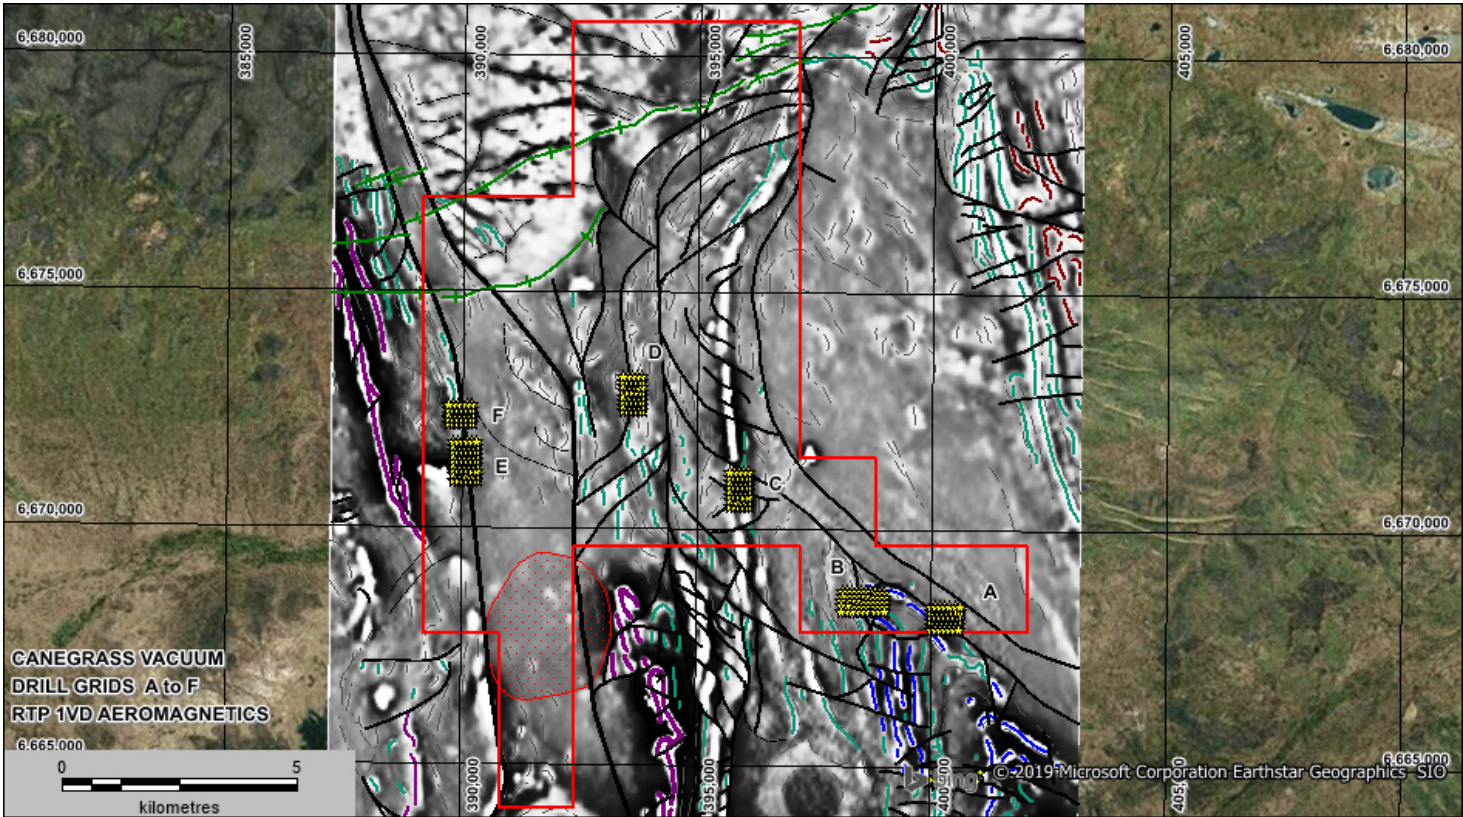 385,000
390,000
395,000
400,000
405,000
6,680,000
6,680,000
6,675,000
6,675,000
D
F
E
C
6,670,000
6,670,000
B
A
CANEGRASS VACUUM
DRILL GRIDS A to F
RTP 1VD AEROMAGNETICS
6,665,000
6,665,000
0 5
kilometres
390,000
395,000
400,000
405,000
© 2019 Microsoft Corporation Earthstar Geographics SIO